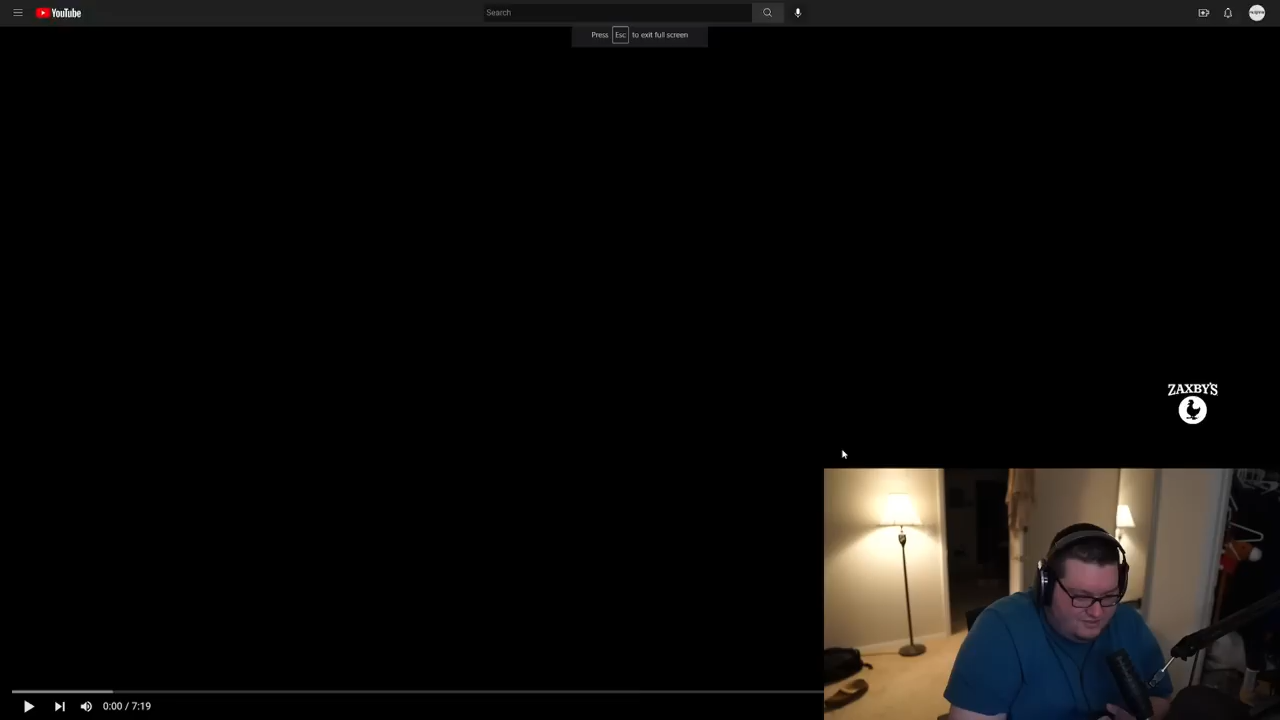 YouTube
Search
Press Esc to exit full screen
ZAXBY'S
0:00 / 7:19